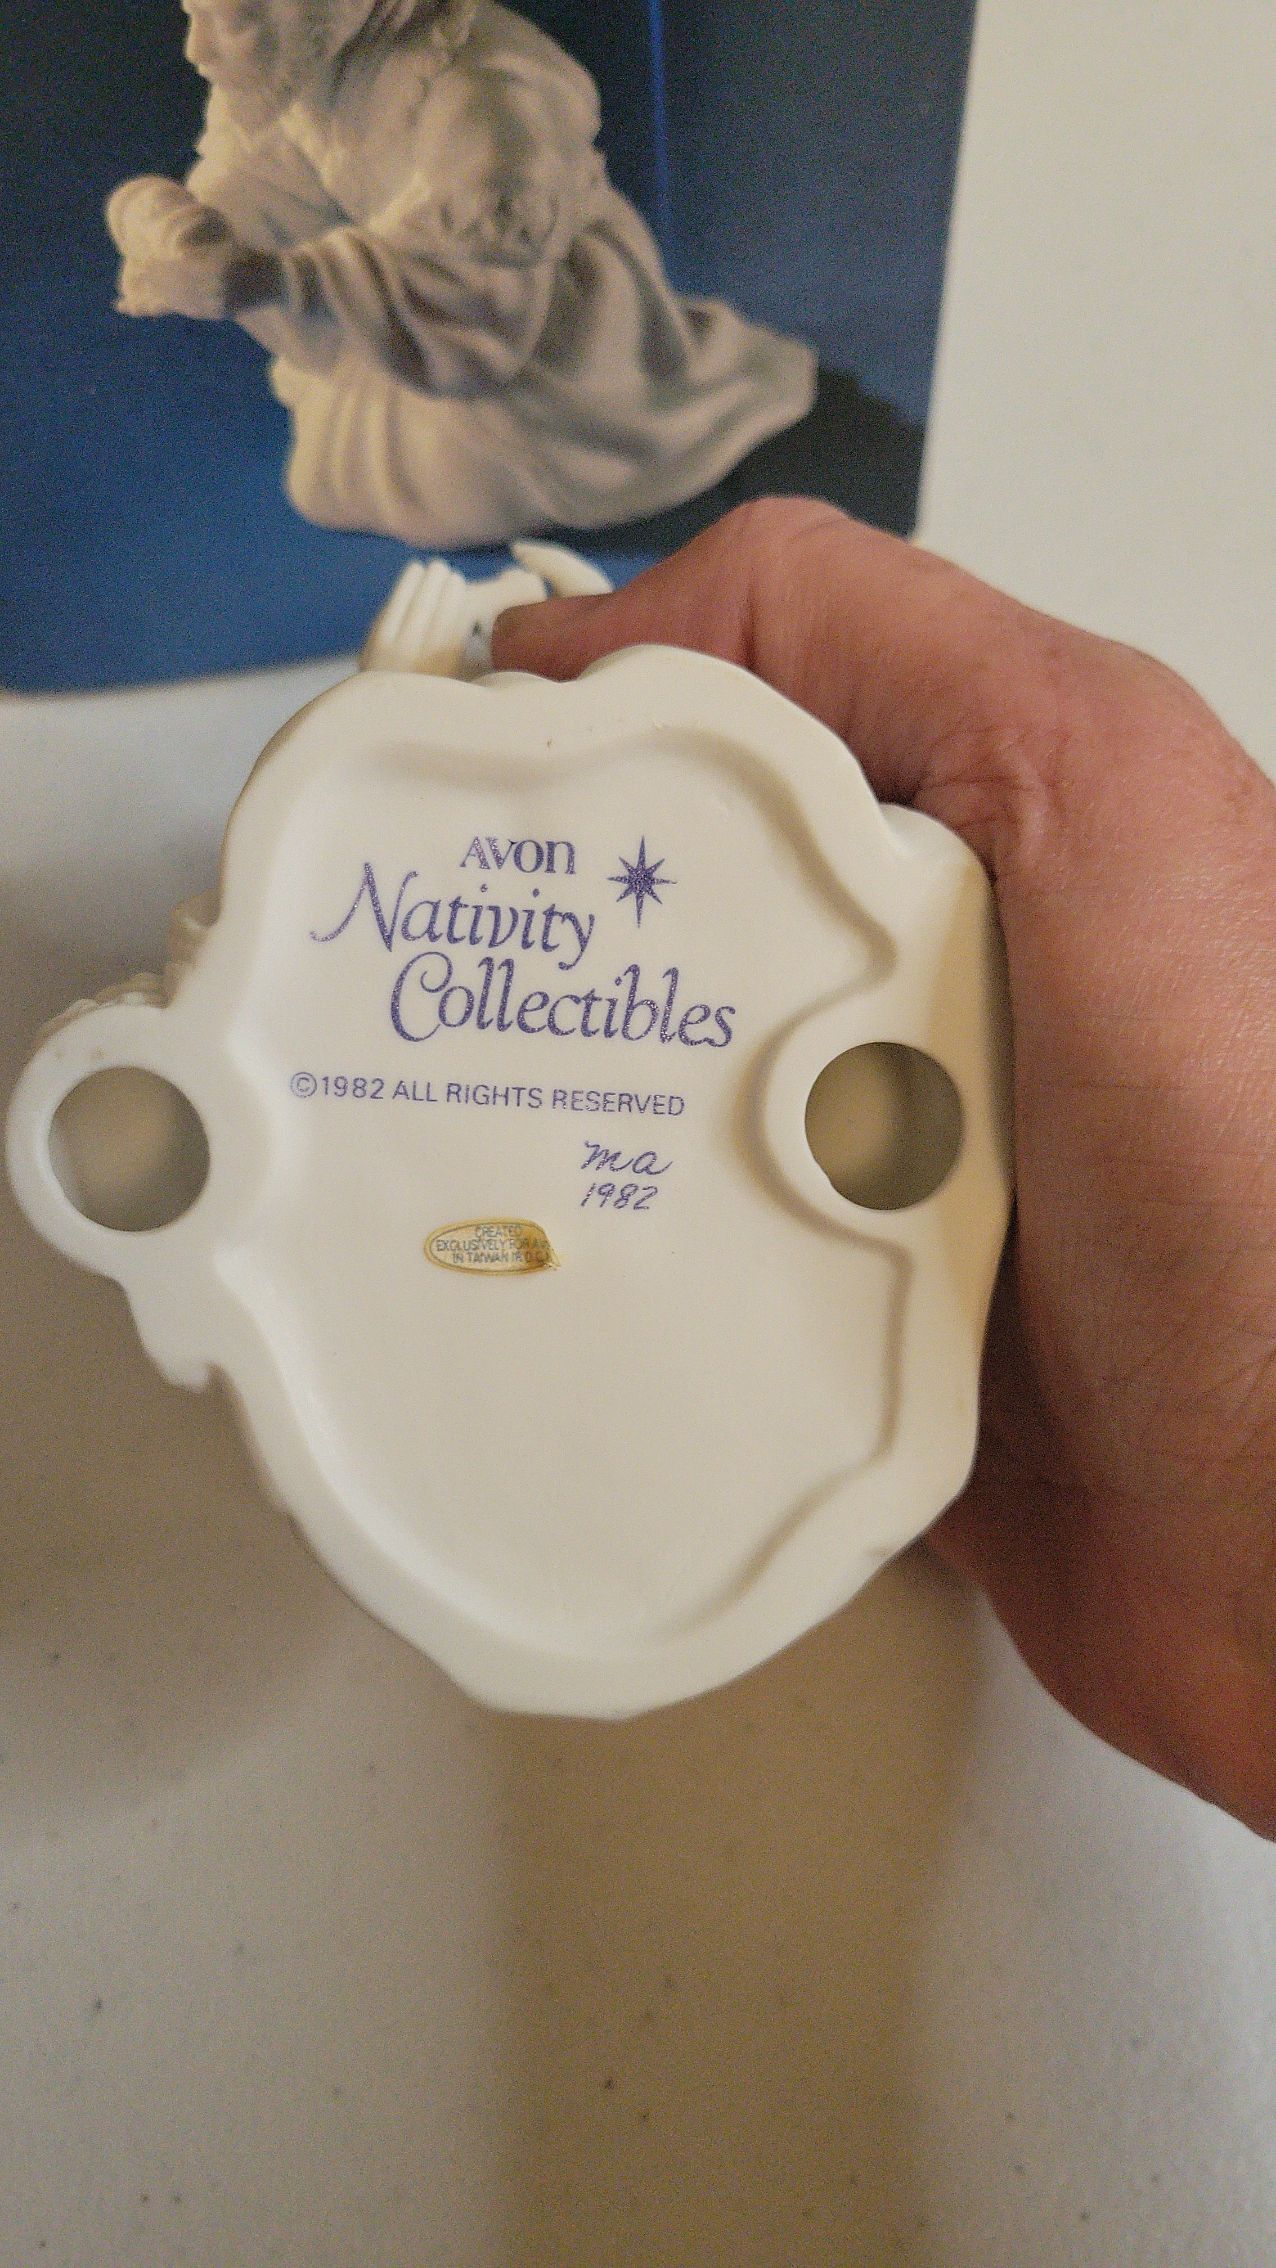 AVON
Nativity
Collectibles
©1982 ALL RIGHTS RESERVED
ma
1982
CREATED
EXCLUSIVELY FOR
IN TAIWAN